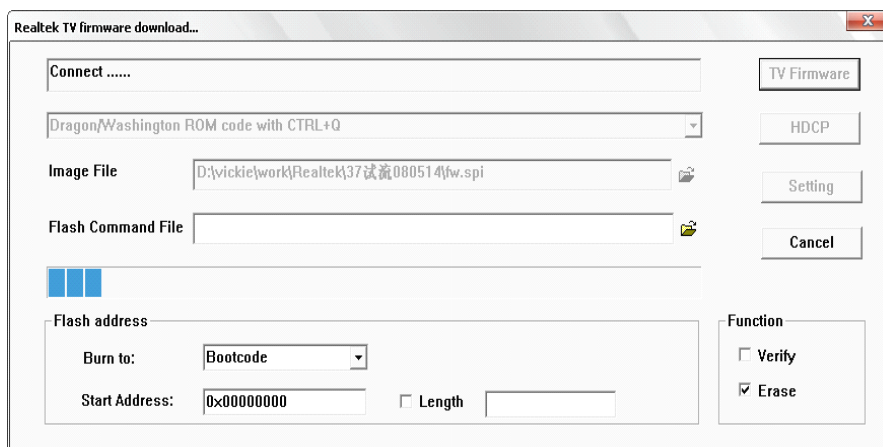 Realtek TV firmware download...
Connect ......
TV Firmware
Dragon/Washington ROM code with CTRL+Q
HDCP
Image File
D:\vickie\work\Realtek\37试流080514\fw.spi
Setting
Flash Command File
Cancel
Flash address
Function
Burn to:
Bootcode
Verify
Start Address:
0x00000000
Length
Erase